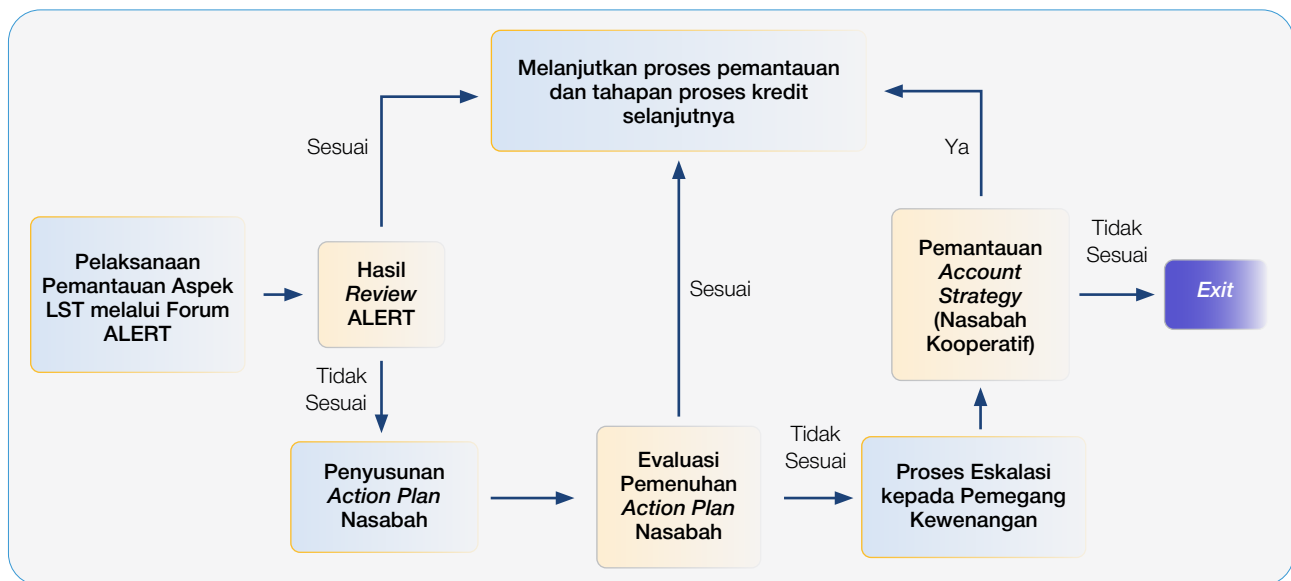 Melanjutkan proses pemantauan
dan tahapan proses kredit
selanjutnya
Sesuai
Ya
Pelaksanaan
Pemantauan Aspek
LST melalui Forum
ALERT
Hasil
Review
ALERT
Sesuai
Pemantauan
Account
Strategy
(Nasabah
Kooperatif)
Tidak
Sesuai
Exit
Tidak
Sesuai
Penyusunan
Action Plan
Nasabah
Evaluasi
Pemenuhan
Action Plan
Nasabah
Tidak
Sesuai
Proses Eskalasi
kepada Pemegang
Kewenangan